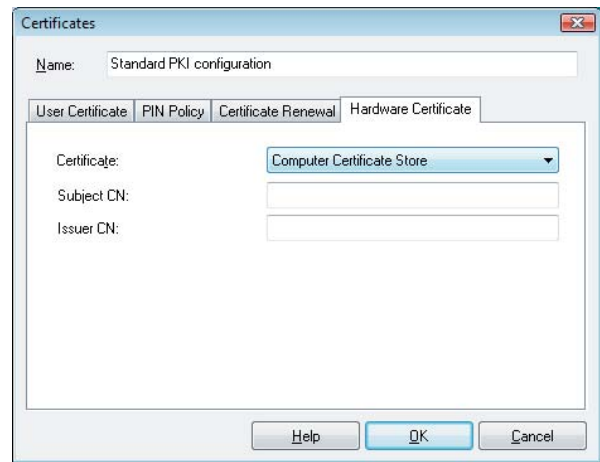 Certificates
Name: Standard PKI configuration
User Certificate PIN Policy Certificate Renewal Hardware Certificate
Certificate: Computer Certificate Store
Subject CN:
Issuer CN:
Help OK Cancel